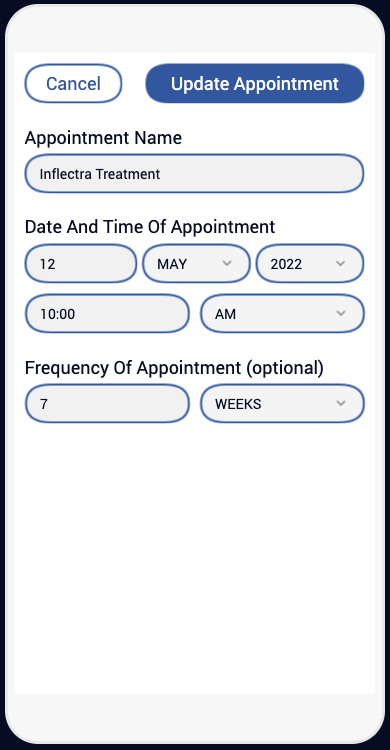 Cancel Update Appointment
Appointment Name
Inflectra Treatment
Date And Time Of Appointment
12 MAY 2022
10:00 AM
Frequency Of Appointment (optional)
7 WEEKS